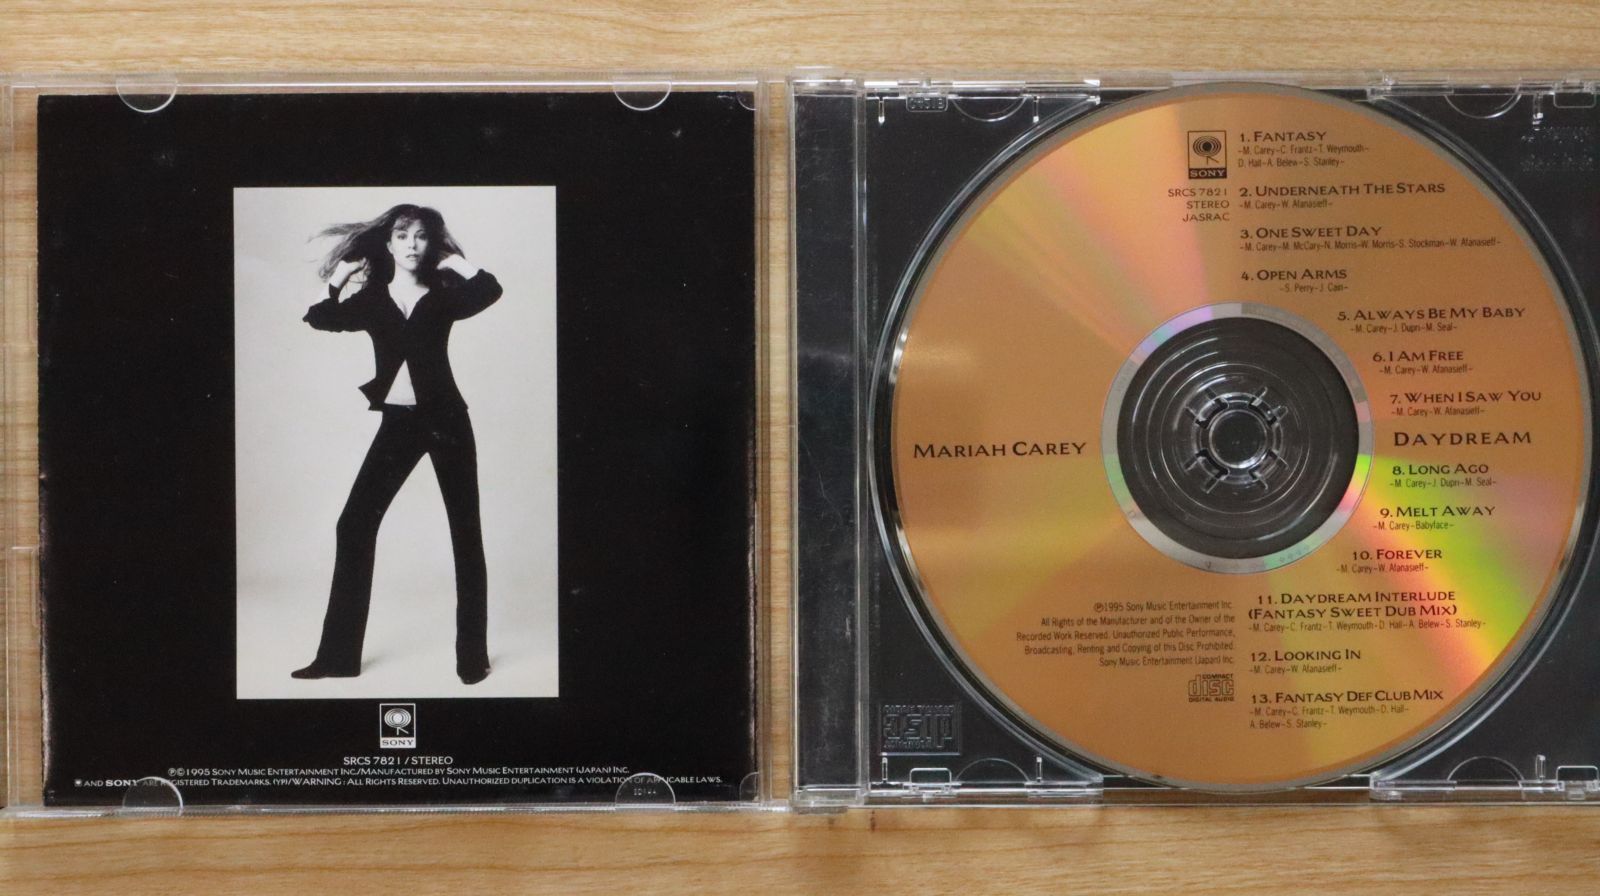 SONY
SRCS 7821 / STEREO
℗©1995 SONY MUSIC ENTERTAINMENT INC./MANUFACTURED BY SONY MUSIC ENTERTAINMENT (JAPAN) INC.
AND SONY ARE REGISTERED TRADEMARKS. (YP)/WARNING: ALL RIGHTS RESERVED. UNAUTHORIZED DUPLICATION IS A VIOLATION OF APPLICABLE LAWS.
SONY
SRCS 7821
STEREO
JASRAC
1. FANTASY
-M. Carey-C. Frantz-T. Weymouth-
D. Hall-A. Belew-S. Stanley-
2. UNDERNEATH THE STARS
-M. Carey-W. Afanasieff-
3. ONE SWEET DAY
-M. Carey-M. McCary-N. Morris-W. Morris-S. Stockman-W. Afanasieff-
4. OPEN ARMS
-S. Perry-J. Cain-
5. ALWAYS BE MY BABY
-M. Carey-J. Dupri-M. Seal-
6. I AM FREE
-M. Carey-W. Afanasieff-
7. WHEN I SAW YOU
-M. Carey-W. Afanasieff-
MARIAH CAREY
DAYDREAM
8. LONG AGO
-M. Carey-J. Dupri-M. Seal-
9. MELT AWAY
-M. Carey-Babyface-
10. FOREVER
-M. Carey-W. Afanasieff-
11. DAYDREAM INTERLUDE
(FANTASY SWEET DUB MIX)
-M. Carey-C. Frantz-T. Weymouth-D. Hall-A. Belew-S. Stanley-
12. LOOKING IN
-M. Carey-W. Afanasieff-
13. FANTASY DEF CLUB MIX
-M. Carey-C. Frantz-T. Weymouth-D. Hall-
A. Belew-S. Stanley-
℗1995 Sony Music Entertainment Inc.
All Rights of the Manufacturer and of the Owner of the
Recorded Work Reserved. Unauthorized Public Performance,
Broadcasting, Renting and Copying of this Disc Prohibited.
Sony Music Entertainment (Japan) Inc.
COMPACT
disc
DIGITAL AUDIO